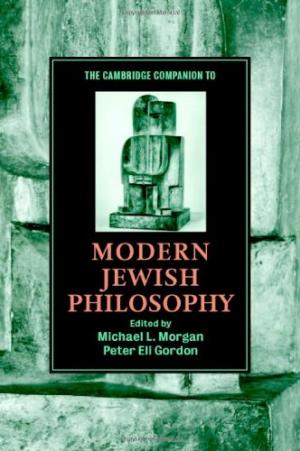 THE CAMBRIDGE COMPANION TO
MODERN
JEWISH
PHILOSOPHY
Edited by
Michael L. Morgan
Peter Eli Gordon